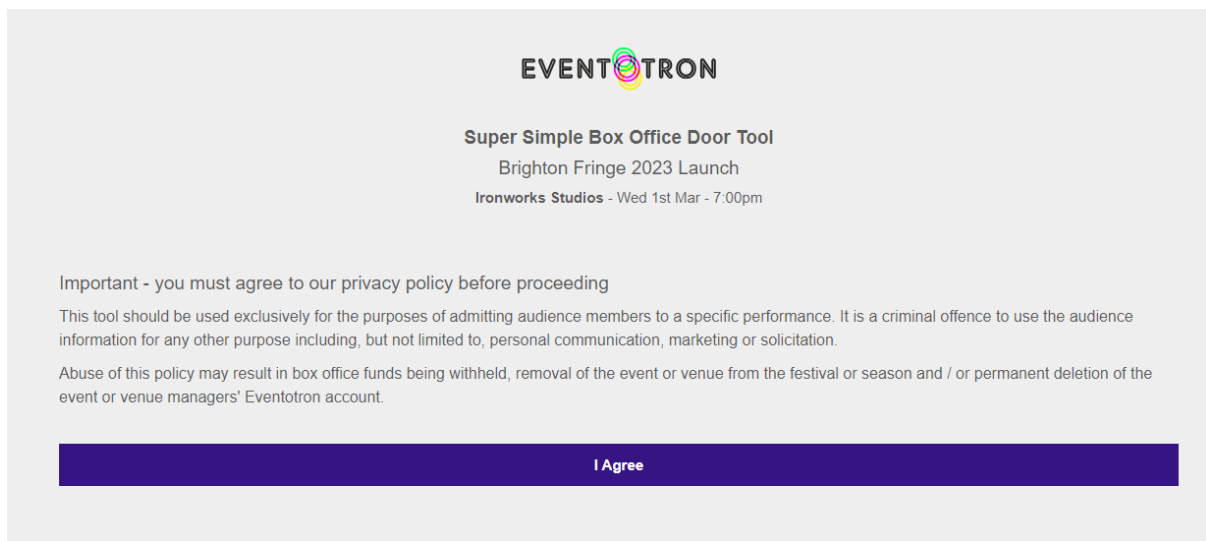 EVENTOTRON
Super Simple Box Office Door Tool
Brighton Fringe 2023 Launch
Ironworks Studios - Wed 1st Mar - 7:00pm
Important - you must agree to our privacy policy before proceeding
This tool should be used exclusively for the purposes of admitting audience members to a specific performance. It is a criminal offence to use the audience
information for any other purpose including, but not limited to, personal communication, marketing or solicitation.
Abuse of this policy may result in box office funds being withheld, removal of the event or venue from the festival or season and / or permanent deletion of the
event or venue managers' Eventotron account.
I Agree